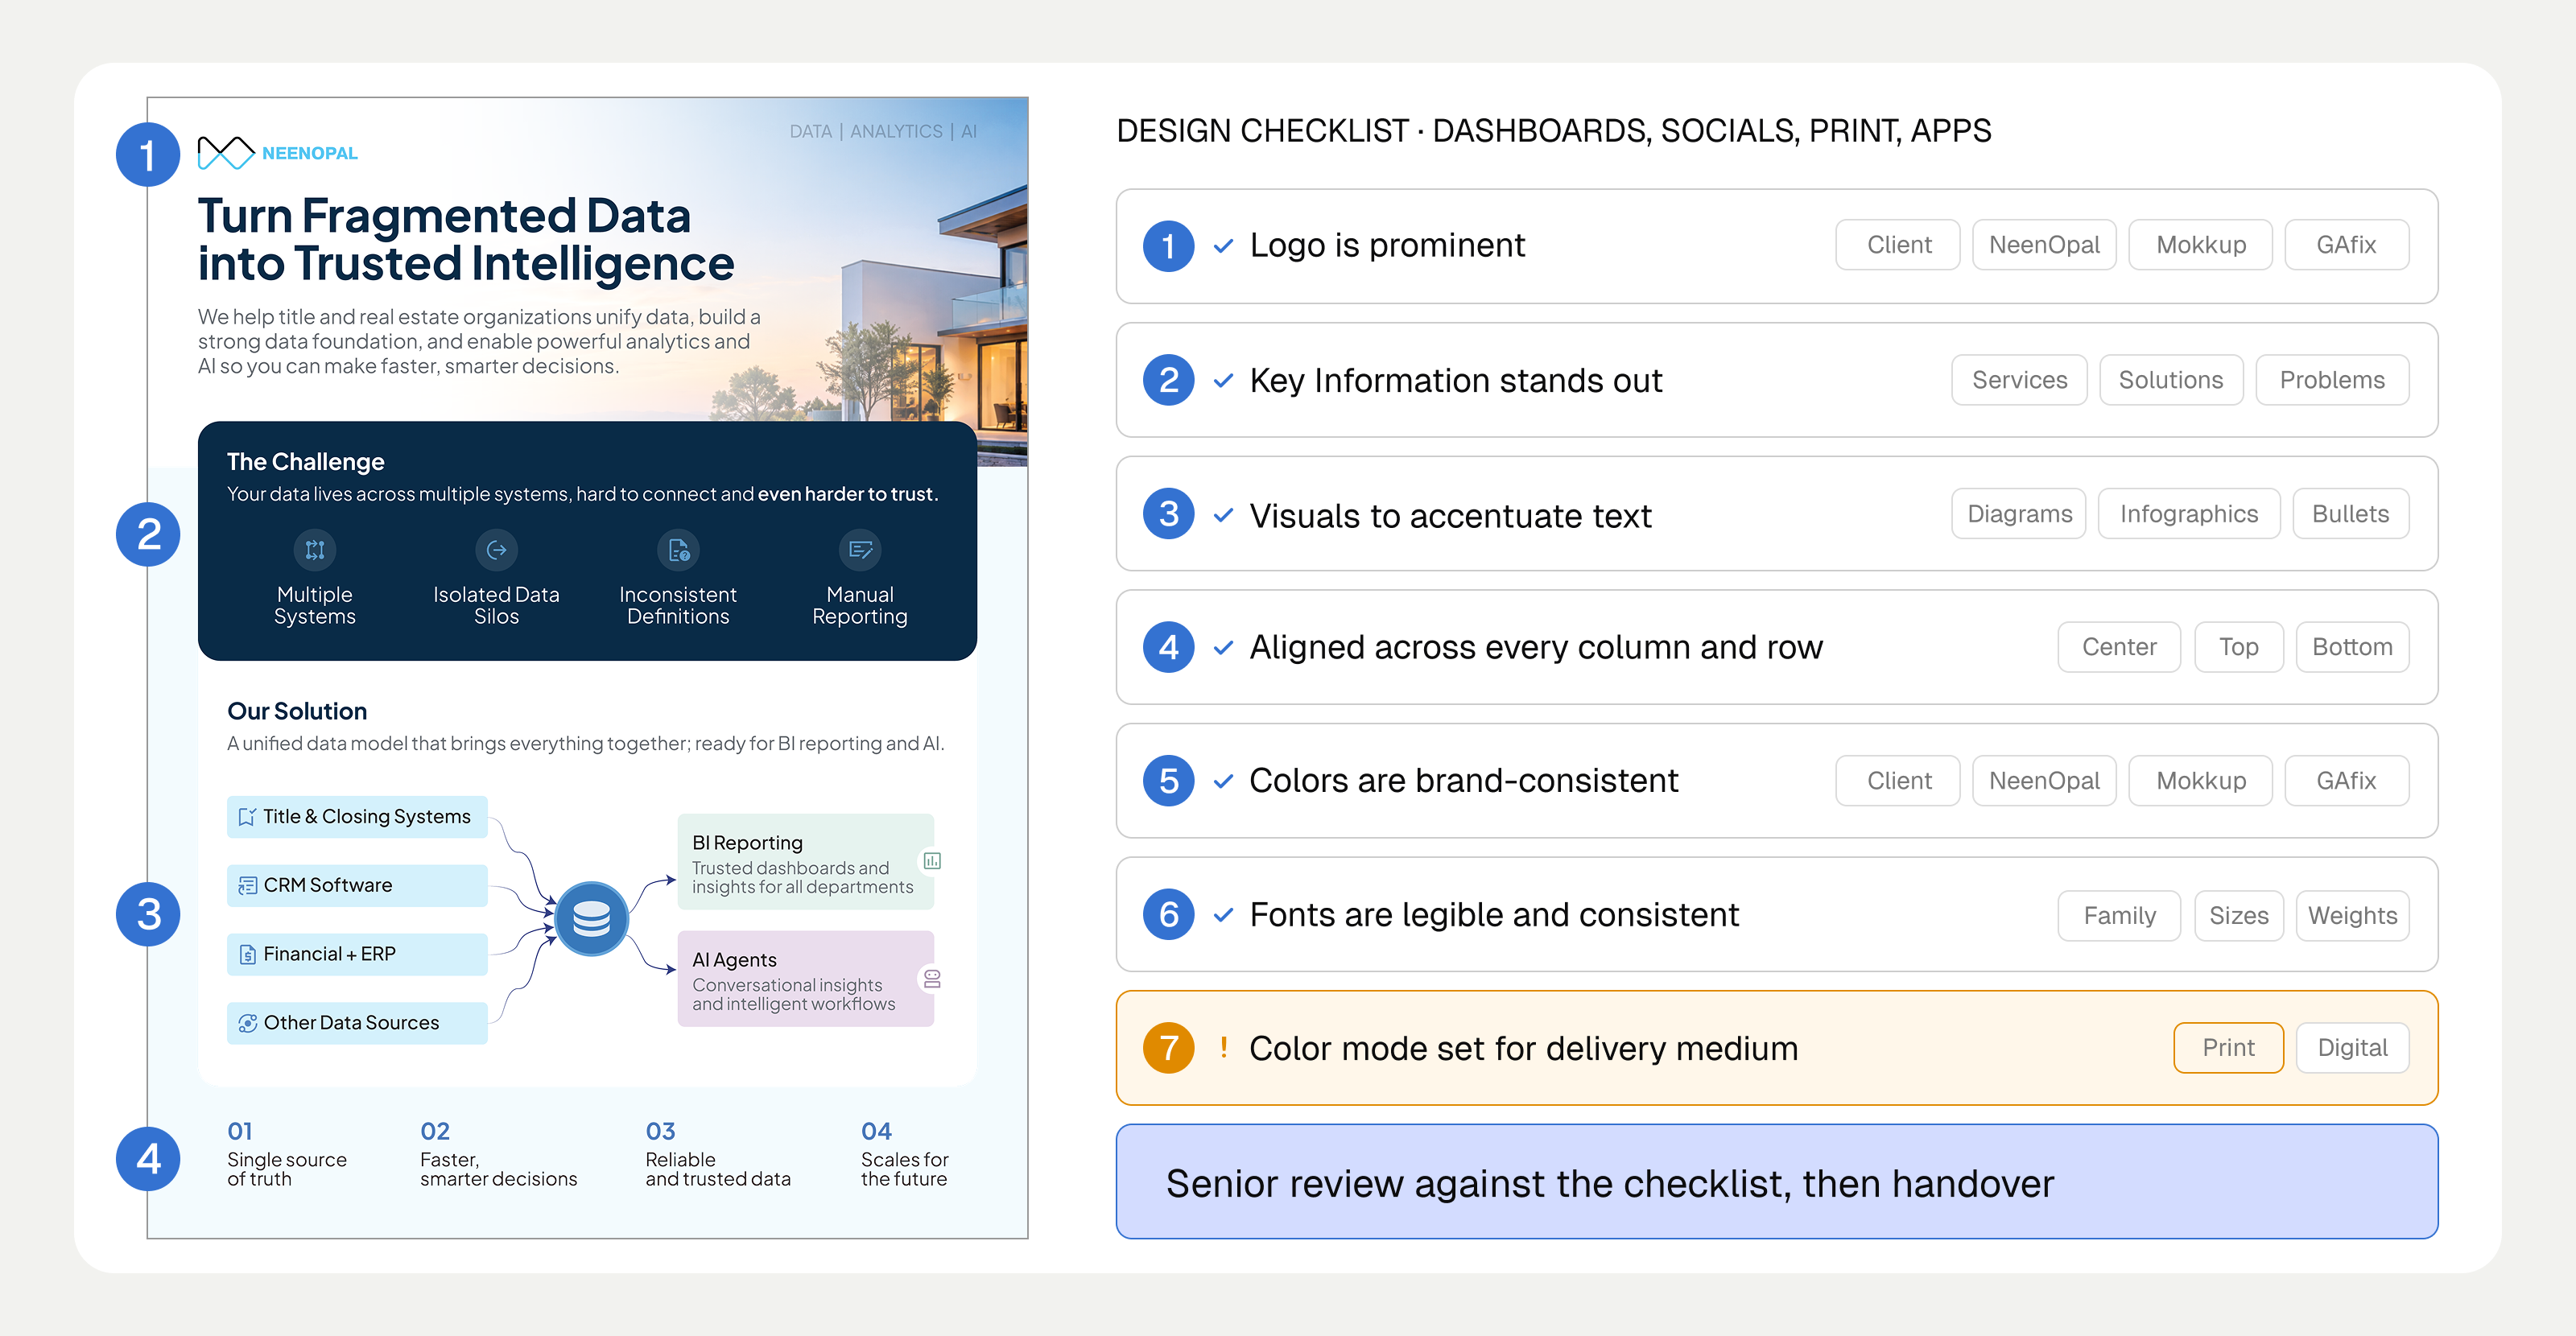 1
NEENOPAL
DATA | ANALYTICS | AI
Turn Fragmented Data
into Trusted Intelligence
We help title and real estate organizations unify data, build a
strong data foundation, and enable powerful analytics and
AI so you can make faster, smarter decisions.
2
The Challenge
Your data lives across multiple systems, hard to connect and even harder to trust.
Multiple
Systems
Isolated Data
Silos
Inconsistent
Definitions
Manual
Reporting
Our Solution
A unified data model that brings everything together; ready for BI reporting and AI.
3
Title & Closing Systems
CRM Software
Financial + ERP
Other Data Sources
BI Reporting
Trusted dashboards and
insights for all departments
AI Agents
Conversational insights
and intelligent workflows
4
01
Single source
of truth
02
Faster,
smarter decisions
03
Reliable
and trusted data
04
Scales for
the future
DESIGN CHECKLIST · DASHBOARDS, SOCIALS, PRINT, APPS
1 Logo is prominent Client NeenOpal Mokkup GAfix
2 Key Information stands out Services Solutions Problems
3 Visuals to accentuate text Diagrams Infographics Bullets
4 Aligned across every column and row Center Top Bottom
5 Colors are brand-consistent Client NeenOpal Mokkup GAfix
6 Fonts are legible and consistent Family Sizes Weights
7 ! Color mode set for delivery medium Print Digital
Senior review against the checklist, then handover